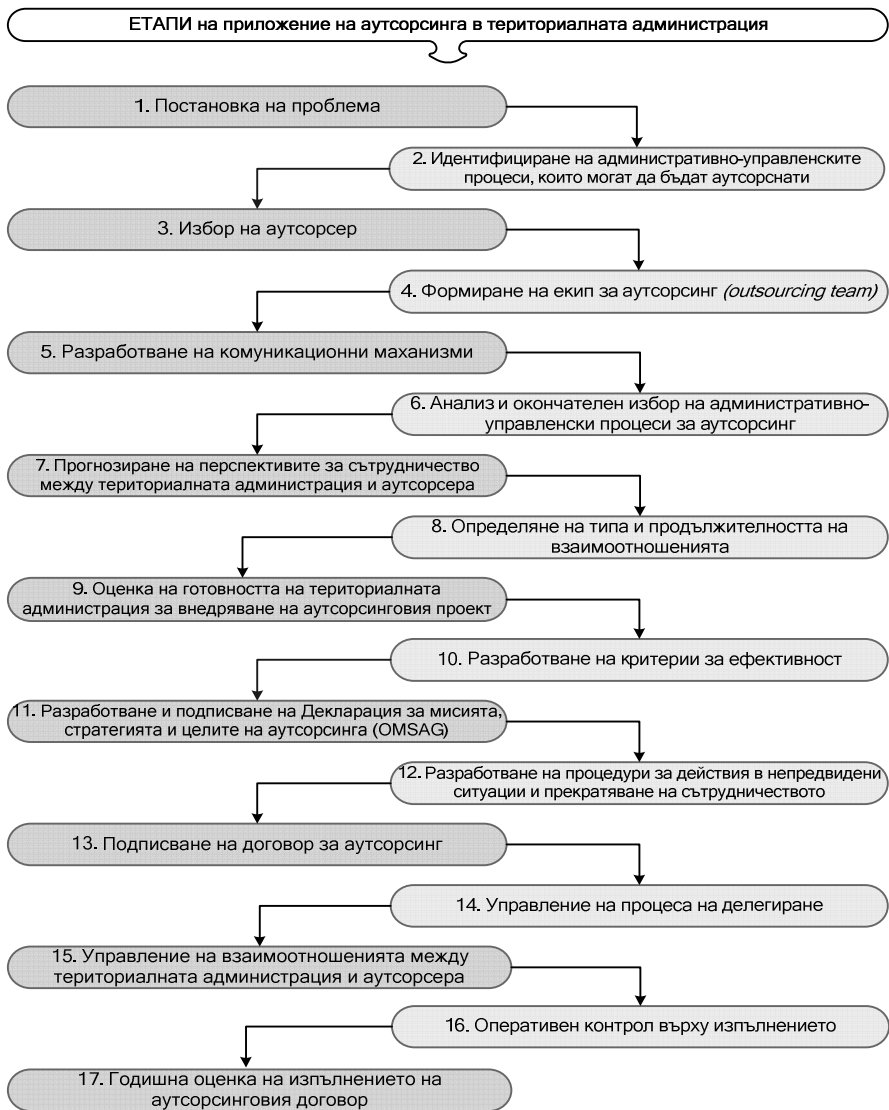 ЕТАПИ на приложение на аутсорсинга в териториалната администрация
1. Постановка на проблема
2. Идентифициране на административно-управленските
процеси, които могат да бъдат аутсорснати
3. Избор на аутсорсер
4. Формиране на екип за аутсорсинг (outsourcing team)
5. Разработване на комуникационни маханизми
6. Анализ и окончателен избор на административно-
управленски процеси за аутсорсинг
7. Прогнозиране на перспективите за сътрудничество
между териториалната администрация и аутсорсера
8. Определяне на типа и продължителността на
взаимоотношенията
9. Оценка на готовността на териториалната
администрация за внедряване на аутсорсинговия проект
10. Разработване на критерии за ефективност
11. Разработване и подписване на Декларация за мисията,
стратегията и целите на аутсорсинга (OMSAG)
12. Разработване на процедури за действия в непредвидени
ситуации и прекратяване на сътрудничеството
13. Подписване на договор за аутсорсинг
14. Управление на процеса на делегиране
15. Управление на взаимоотношенията между
териториалната администрация и аутсорсера
16. Оперативен контрол върху изпълнението
17. Годишна оценка на изпълнението на
аутсорсинговия договор